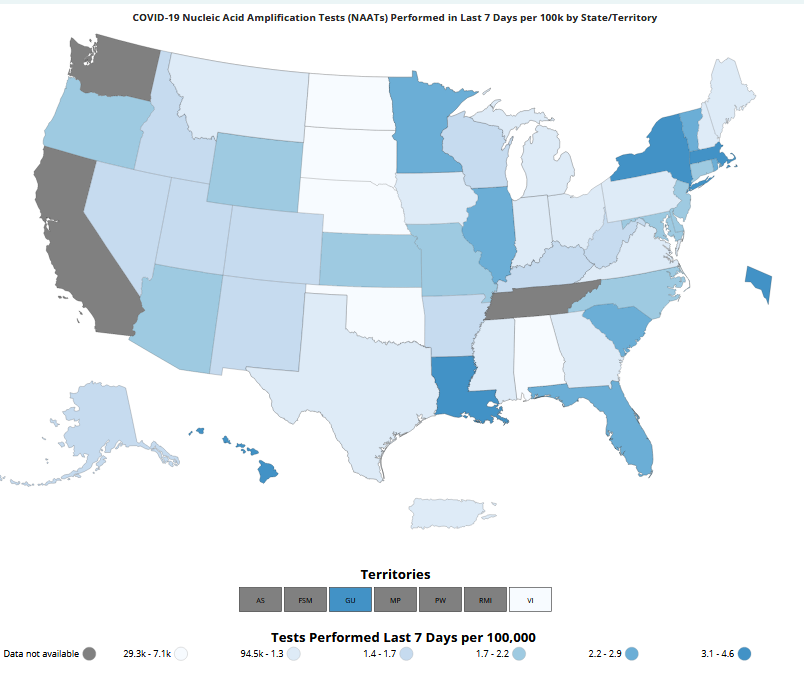 COVID-19 Nucleic Acid Amplification Tests (NAATs) Performed in Last 7 Days per 100k by State/Territory
Territories
AS FSM GU MP PW RMI VI
Tests Performed Last 7 Days per 100,000
Data not available 29.3k - 7.1k 94.5k - 1.3 1.4 - 1.7 1.7 - 2.2 2.2 - 2.9 3.1 - 4.6